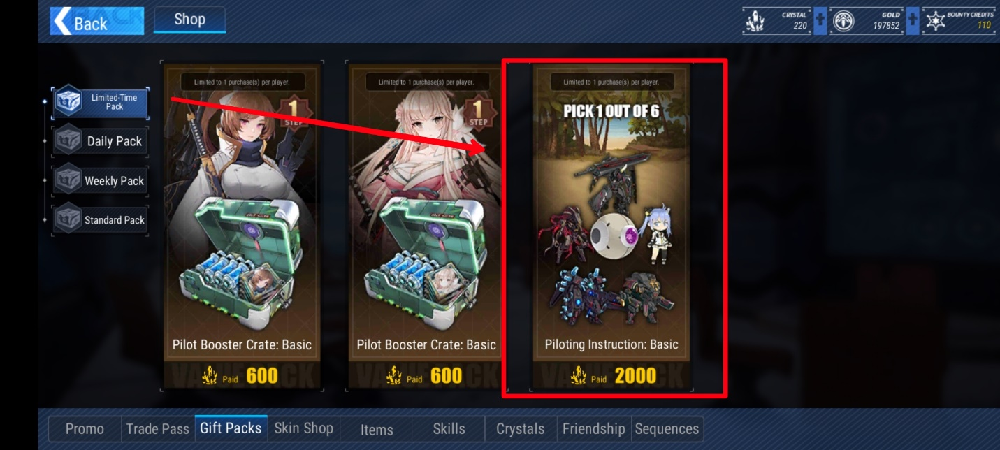 Back
Shop
CRYSTAL
220
GOLD
197852
BOUNTY CREDITS
110
Limited-Time
Pack
Daily Pack
Weekly Pack
Standard Pack
Limited to 1 purchase(s) per player.
1
STEP
Pilot Booster Crate: Basic
Paid 600
Limited to 1 purchase(s) per player.
1
STEP
Pilot Booster Crate: Basic
Paid 600
Limited to 1 purchase(s) per player.
PICK 1 OUT OF 6
Piloting Instruction: Basic
Paid 2000
Promo
Trade Pass
Gift Packs
Skin Shop
Items
Skills
Crystals
Friendship
Sequences